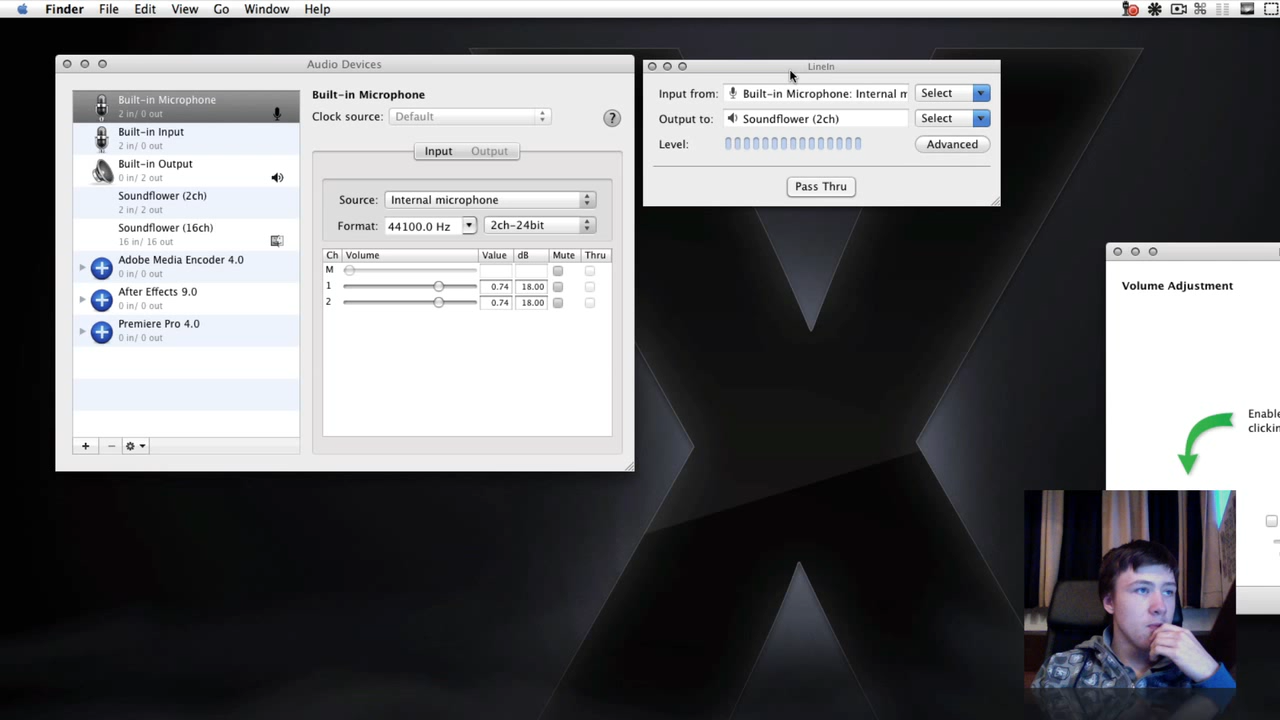 Finder File Edit View Go Window Help
Audio Devices
Built-in Microphone
2 in/ 0 out
Built-in Input
2 in/ 0 out
Built-in Output
0 in/ 2 out
Soundflower (2ch)
2 in/ 2 out
Soundflower (16ch)
16 in/ 16 out
Adobe Media Encoder 4.0
0 in/ 0 out
After Effects 9.0
0 in/ 0 out
Premiere Pro 4.0
0 in/ 0 out
Built-in Microphone
Clock source: Default ?
Input Output
Source: Internal microphone
Format: 44100.0 Hz 2ch-24bit
Ch Volume Value dB Mute Thru
M
1 0.74 18.00
2 0.74 18.00
LineIn
Input from: Built-in Microphone: Internal m Select
Output to: Soundflower (2ch) Select
Level: Advanced
Pass Thru
Volume Adjustment
Enable
clickin